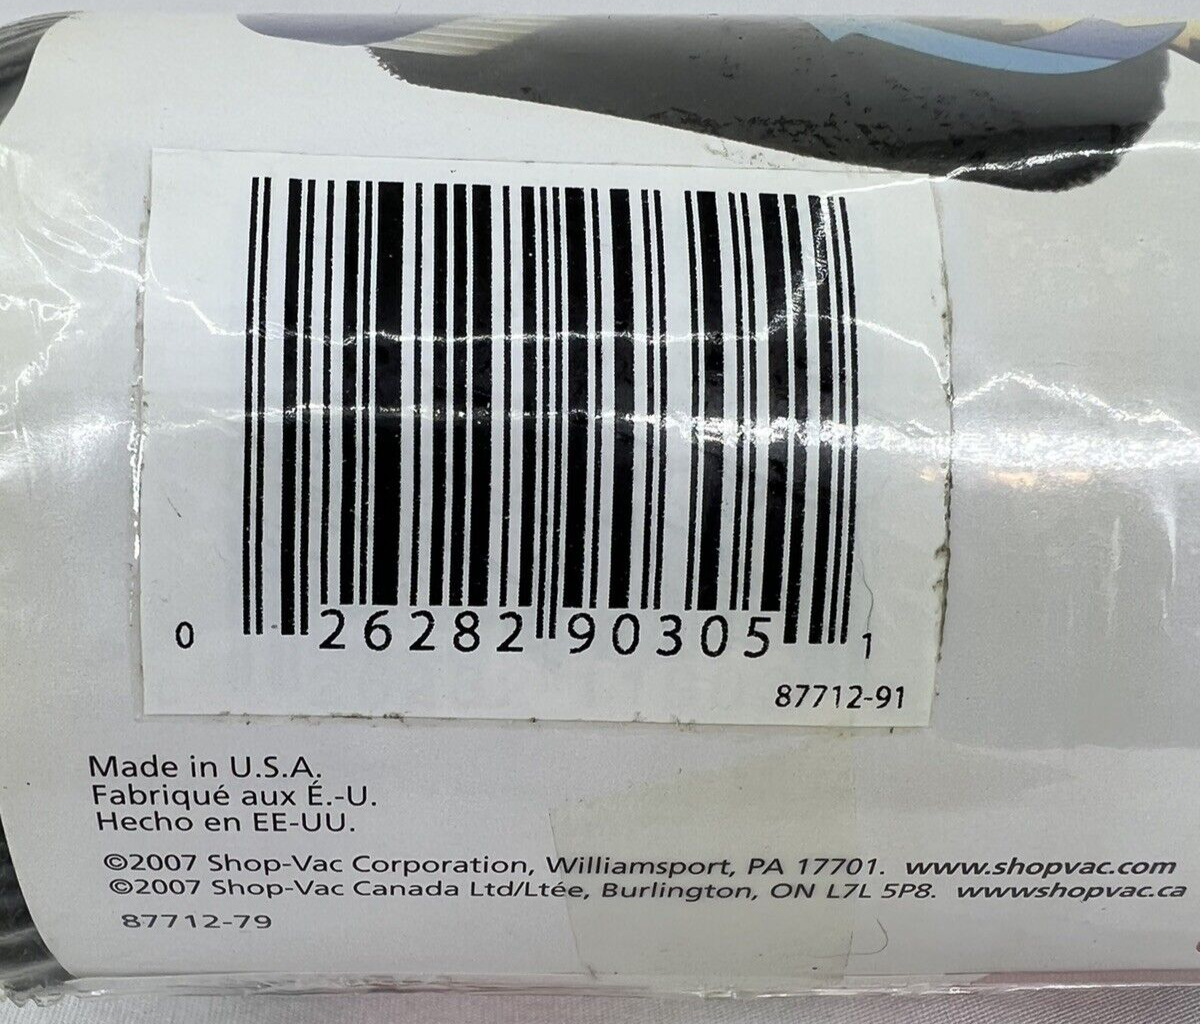 0 26282 90305 1
87712-91
Made in U.S.A.
Fabriqué aux É.-U.
Hecho en EE-UU.
©2007 Shop-Vac Corporation, Williamsport, PA 17701. www.shopvac.com
©2007 Shop-Vac Canada Ltd/Ltée, Burlington, ON L7L 5P8. www.shopvac.ca
87712-79